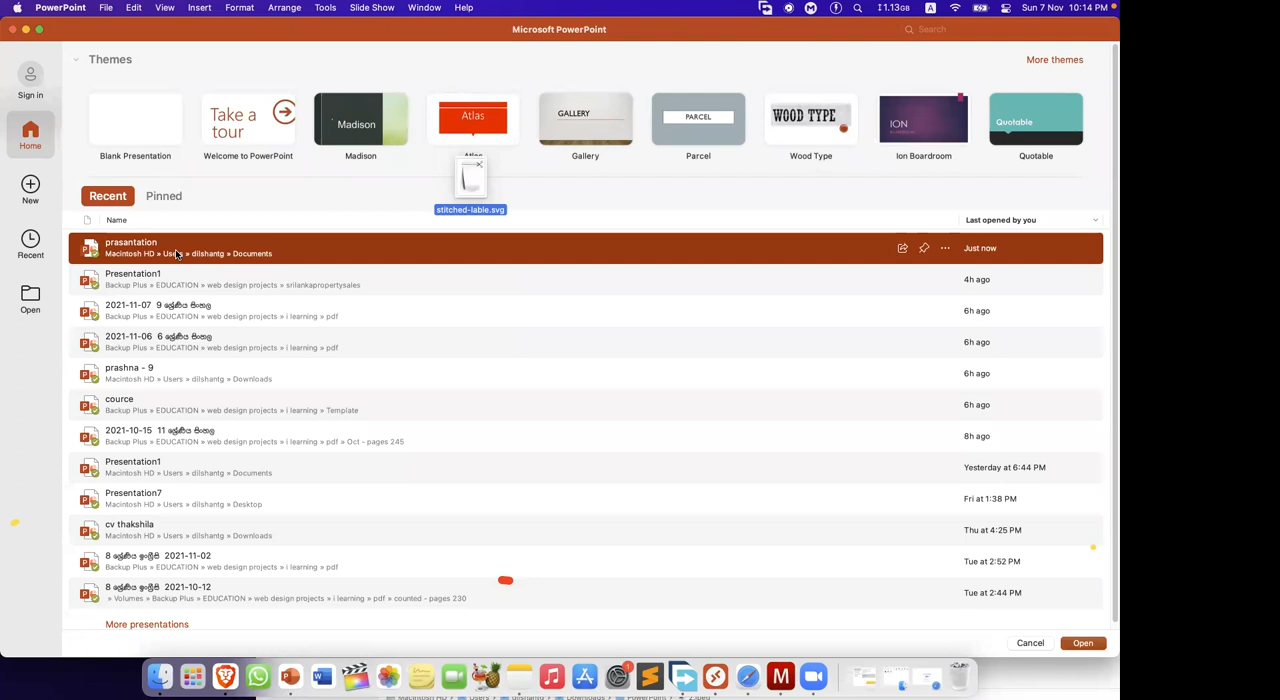 PowerPoint File Edit View Insert Format Arrange Tools Slide Show Window Help 1.13GB A Sun 7 Nov 10:14 PM
Microsoft PowerPoint
Search
Themes
More themes
Sign in
Home
New
Recent
Open
Take a tour
Madison
Atlas
GALLERY
PARCEL
WOOD TYPE
ION
Quotable
Blank Presentation Welcome to PowerPoint Madison Atlas Gallery Parcel Wood Type Ion Boardroom Quotable
Recent Pinned
stitched-lable.svg
Name Last opened by you
prasantation
Macintosh HD » Users » dilshantg » Documents
Just now
Presentation1
Backup Plus » EDUCATION » web design projects » srilankapropertysales
4h ago
2021-11-07 9 ශ්‍රේණිය සිංහල
Backup Plus » EDUCATION » web design projects » i learning » pdf
6h ago
2021-11-06 6 ශ්‍රේණිය සිංහල
Backup Plus » EDUCATION » web design projects » i learning » pdf
6h ago
prashna - 9
Macintosh HD » Users » dilshantg » Downloads
6h ago
cource
Backup Plus » EDUCATION » web design projects » i learning » Template
6h ago
2021-10-15 11 ශ්‍රේණිය සිංහල
Backup Plus » EDUCATION » web design projects » i learning » pdf » Oct - pages 245
8h ago
Presentation1
Macintosh HD » Users » dilshantg » Documents
Yesterday at 6:44 PM
Presentation7
Macintosh HD » Users » dilshantg » Desktop
Fri at 1:38 PM
cv thakshila
Macintosh HD » Users » dilshantg » Downloads
Thu at 4:25 PM
8 ශ්‍රේණිය ඉංග්‍රීසි 2021-11-02
Backup Plus » EDUCATION » web design projects » i learning » pdf
Tue at 2:52 PM
8 ශ්‍රේණිය ඉංග්‍රීසි 2021-10-12
» Volumes » Backup Plus » EDUCATION » web design projects » i learning » pdf » counted - pages 230
Tue at 2:44 PM
More presentations
Cancel Open